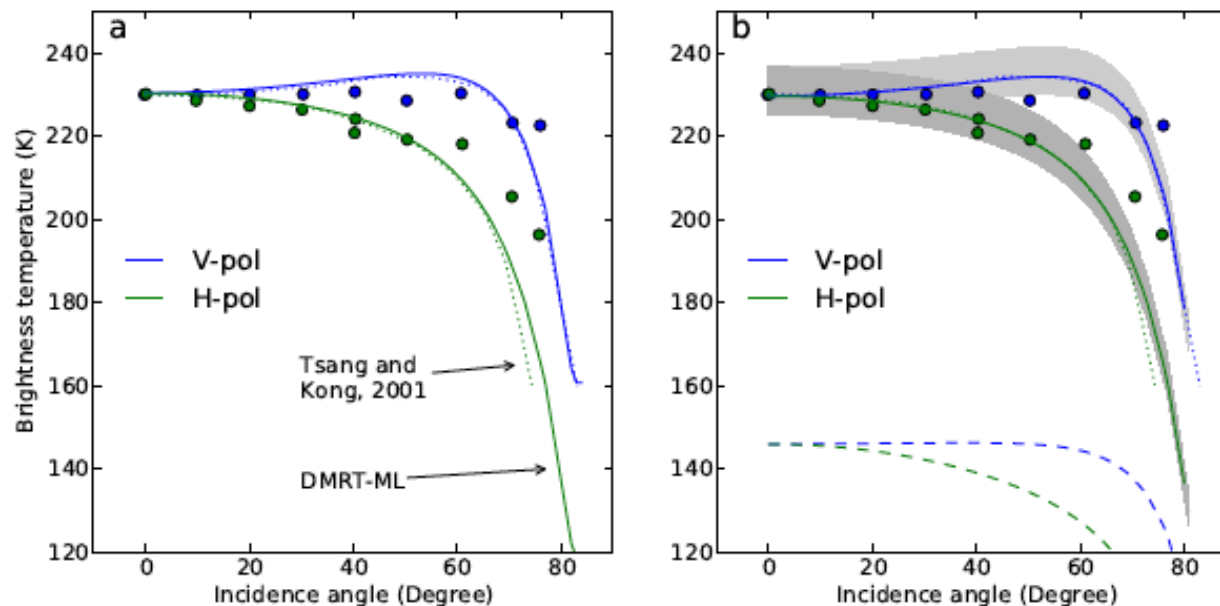 a
240
220
200
180
160
140
120
Brightness temperature (K)
V-pol
H-pol
Tsang and
Kong, 2001
DMRT-ML
0
20
40
60
80
Incidence angle (Degree)
b
240
220
200
180
160
140
120
V-pol
H-pol
0
20
40
60
80
Incidence angle (Degree)